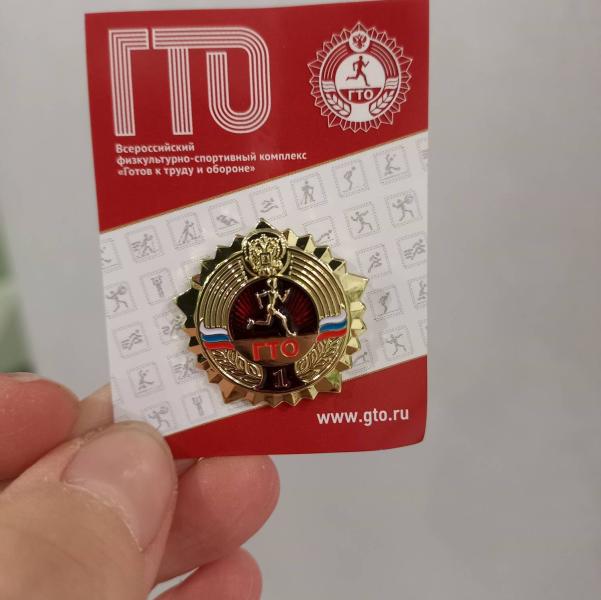 ГТО
ГТО
Всероссийский
физкультурно-спортивный комплекс
«Готов к труду и обороне»
ГТО
1
www.gto.ru